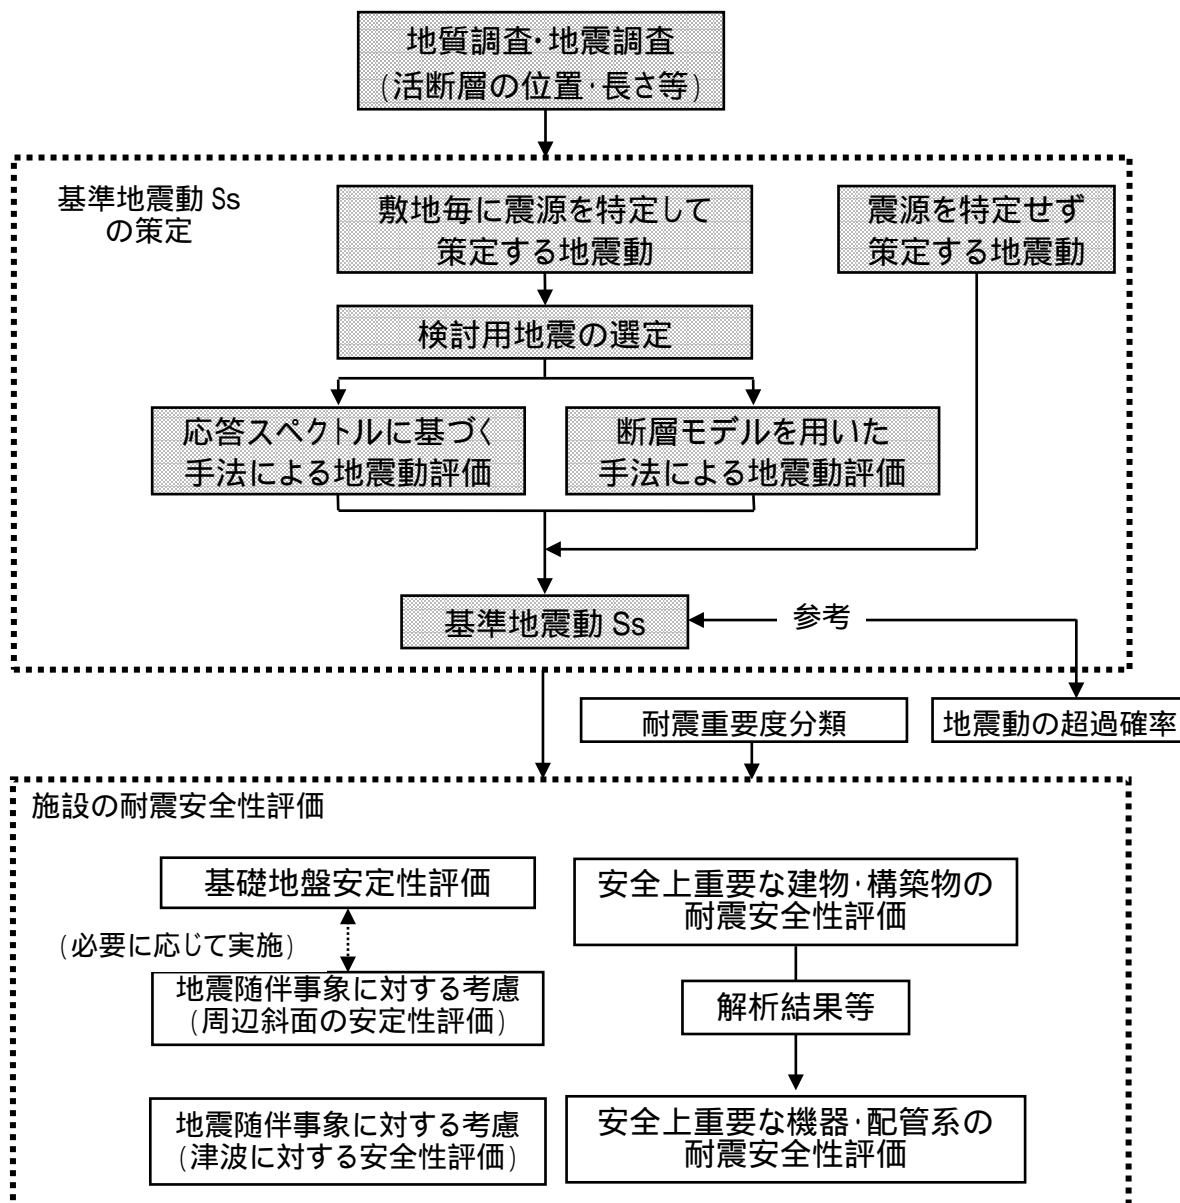 地質調査・地震調査
(活断層の位置・長さ等)
基準地震動 Ss
の策定
敷地毎に震源を特定して
策定する地震動
震源を特定せず
策定する地震動
検討用地震の選定
応答スペクトルに基づく
手法による地震動評価
断層モデルを用いた
手法による地震動評価
基準地震動 Ss
参考
耐震重要度分類
地震動の超過確率
施設の耐震安全性評価
基礎地盤安定性評価
安全上重要な建物・構築物の
耐震安全性評価
(必要に応じて実施)
地震随伴事象に対する考慮
(周辺斜面の安定性評価)
解析結果等
地震随伴事象に対する考慮
(津波に対する安全性評価)
安全上重要な機器・配管系の
耐震安全性評価